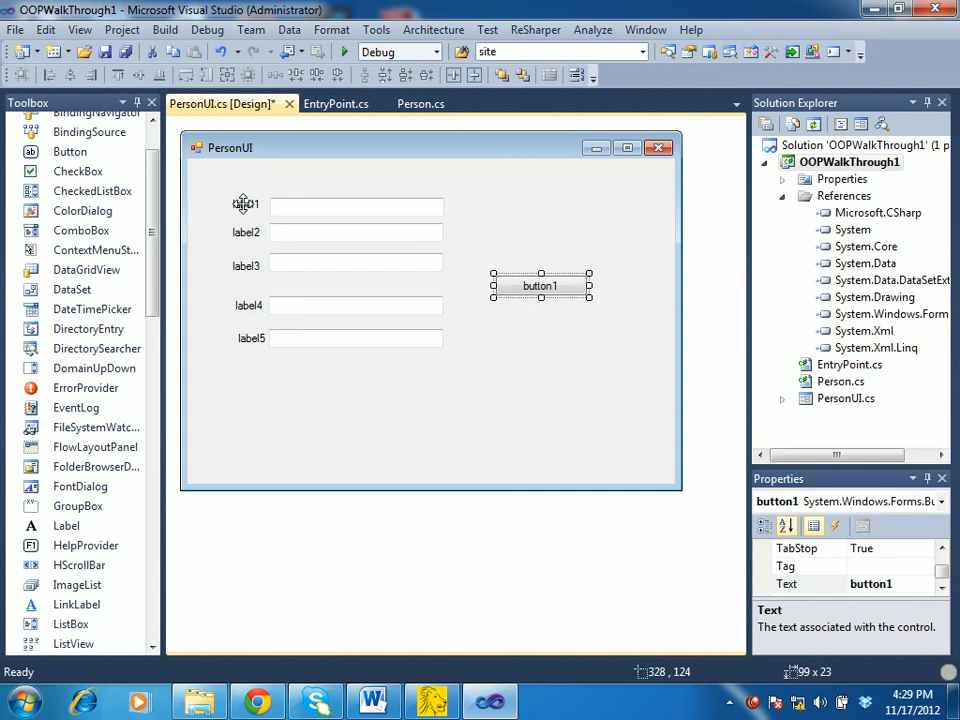 OOPWalkThrough1 - Microsoft Visual Studio (Administrator)
File Edit View Project Build Debug Team Data Format Tools Architecture Test ReSharper Analyze Window Help
Debug site
Toolbox
PersonUI.cs [Design]* EntryPoint.cs Person.cs
Solution Explorer
BindingNavigator
BindingSource
Button
CheckBox
CheckedListBox
ColorDialog
ComboBox
ContextMenuSt...
DataGridView
DataSet
DateTimePicker
DirectoryEntry
DirectorySearcher
DomainUpDown
ErrorProvider
EventLog
FileSystemWatc...
FlowLayoutPanel
FolderBrowserD...
FontDialog
GroupBox
Label
HelpProvider
HScrollBar
ImageList
LinkLabel
ListBox
ListView
PersonUI
label2
label3
label4
label5
button1
Solution 'OOPWalkThrough1' (1 p
OOPWalkThrough1
Properties
References
Microsoft.CSharp
System
System.Core
System.Data
System.Data.DataSetExt
System.Drawing
System.Windows.Form
System.Xml
System.Xml.Linq
EntryPoint.cs
Person.cs
PersonUI.cs
Properties
button1 System.Windows.Forms.Bu
TabStop True
Tag
Text button1
Text
The text associated with the control.
Ready
328 , 124
99 x 23
4:29 PM
11/17/2012